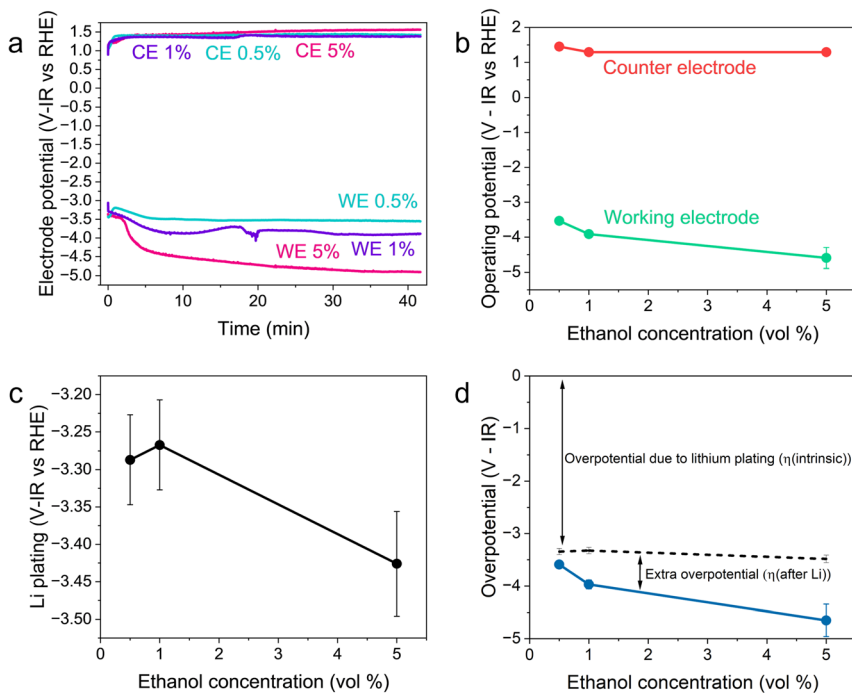 a
Electrode potential (V-IR vs RHE)
1.5
1.0
0.5
0.0
−0.5
−1.0
−1.5
−2.0
−2.5
−3.0
−3.5
−4.0
−4.5
−5.0
CE 1%
CE 0.5%
CE 5%
WE 0.5%
WE 5%
WE 1%
0 10 20 30 40
Time (min)
b
Operating potential (V - IR vs RHE)
2
1
0
−1
−2
−3
−4
−5
Counter electrode
Working electrode
0 1 2 3 4 5
Ethanol concentration (vol %)
c
Li plating (V-IR vs RHE)
−3.20
−3.25
−3.30
−3.35
−3.40
−3.45
−3.50
0 1 2 3 4 5
Ethanol concentration (vol %)
d
Overpotential (V - IR)
0
−1
−2
−3
−4
−5
Overpotential due to lithium plating (η(intrinsic))
Extra overpotential (η(after Li))
0 1 2 3 4 5
Ethanol concentration (vol %)